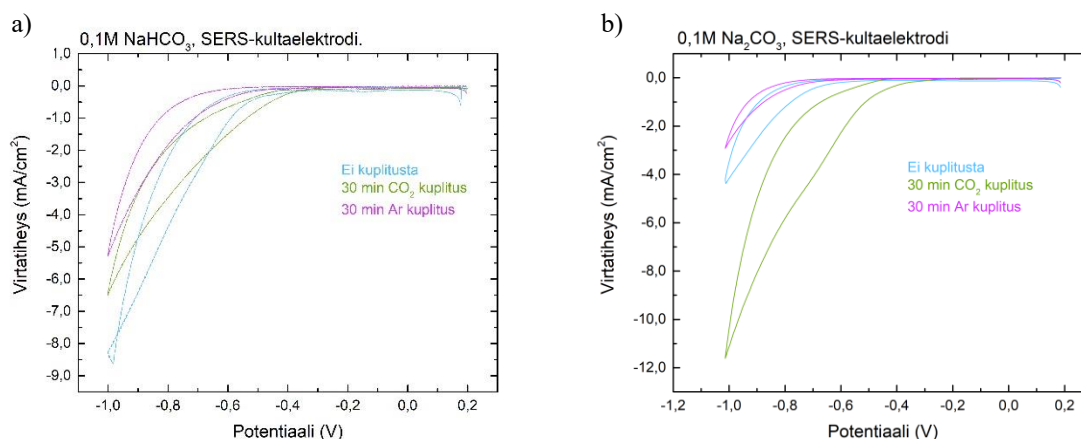 a)
0,1M NaHCO3, SERS-kultaelektrodi.
0,0
-1,0
-2,0
-3,0
-4,0
-5,0
-6,0
-7,0
-8,0
-9,0
Virtatiheys (mA/cm²)
Ei kuplitusta
30 min CO2 kuplitus
30 min Ar kuplitus
-1,0 -0,8 -0,6 -0,4 -0,2 0,0 0,2
Potentiaali (V)
b)
0,1M Na2CO3, SERS-kultaelektrodi
0,0
-2,0
-4,0
-6,0
-8,0
-10,0
-12,0
Virtatiheys (mA/cm²)
Ei kuplitusta
30 min CO2 kuplitus
30 min Ar kuplitus
-1,2 -1,0 -0,8 -0,6 -0,4 -0,2 0,0 0,2
Potentiaali (V)